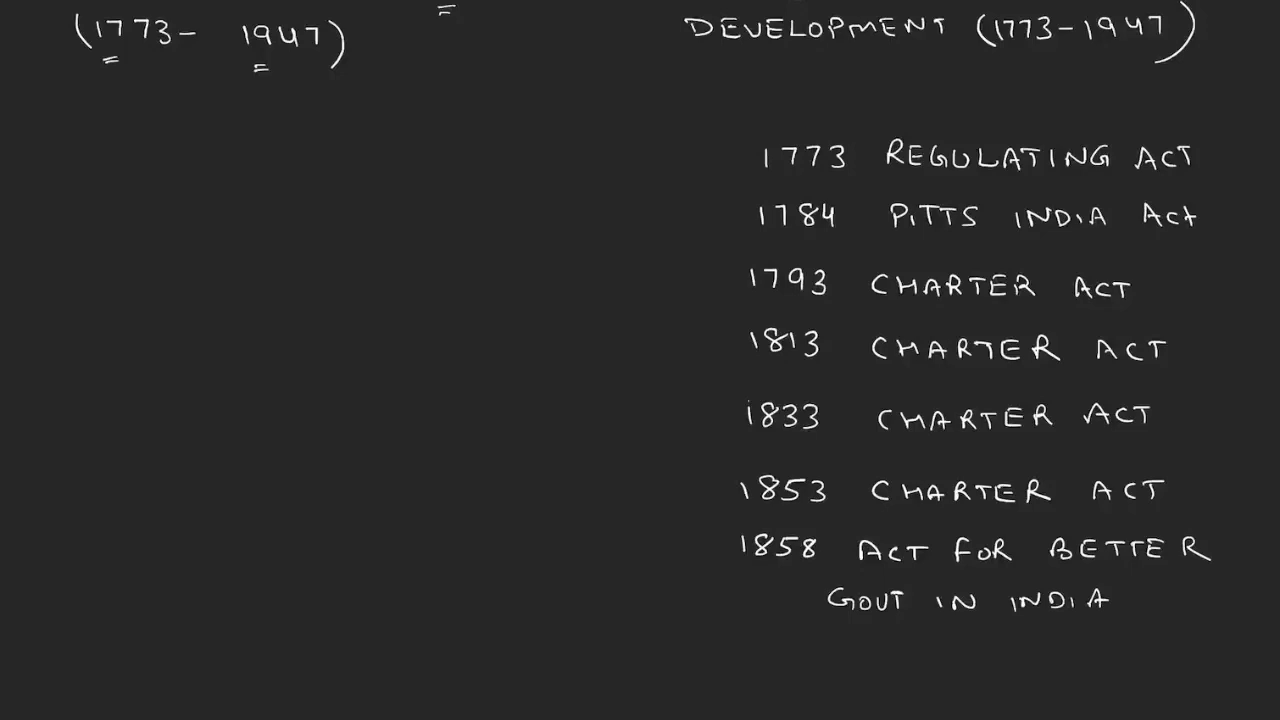 (1773- 1947)
DEVELOPMENT (1773-1947)
1773 REGULATING ACT
1784 PITTS INDIA ACT
1793 CHARTER ACT
1813 CHARTER ACT
1833 CHARTER ACT
1853 CHARTER ACT
1858 ACT FOR BETTER
GOVT IN INDIA